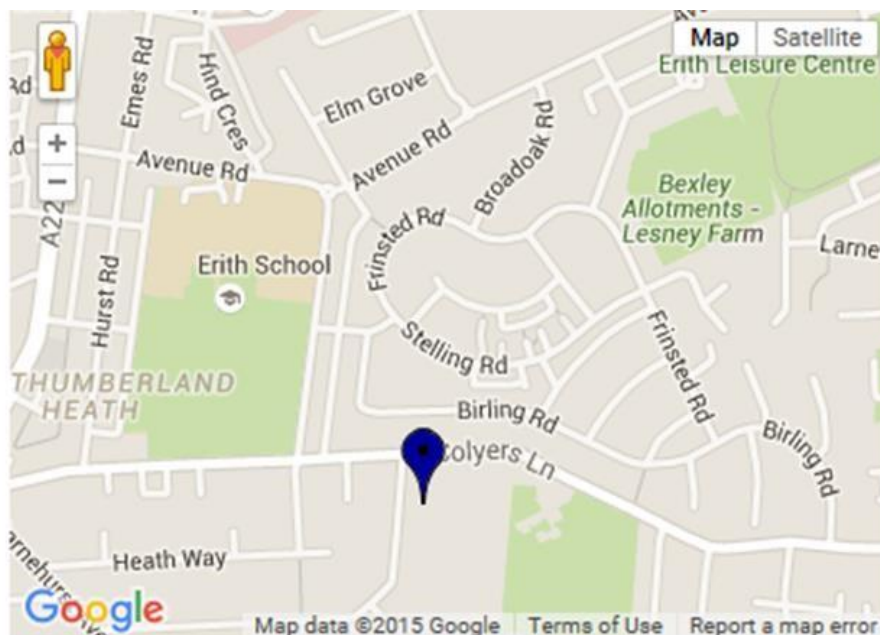 Map
Satellite
Erith Leisure Centre
Emes Rd
Hind Cres
Elm Grove
Rd
Avenue Rd
Avenue Rd
Broadoak Rd
Bexley
Allotments -
Lesney Farm
A22
Frinsted Rd
Larne
Erith School
Hurst Rd
Stelling Rd
Frinsted Rd
THUMBERLAND
HEATH
Birling Rd
Birling Rd
Colyers Ln
Heath Way
Google
Map data ©2015 Google
Terms of Use
Report a map error